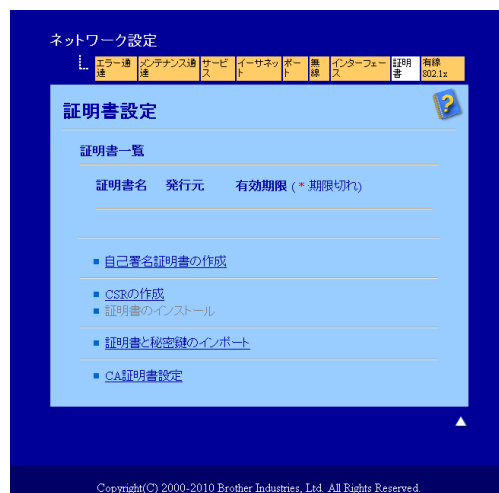 ネットワーク設定
エラー通達 メンテナンス通達 サービス イーサネット ポート 無線 インターフェース 証明書 有線802.1x
証明書設定
証明書一覧
証明書名 発行元 有効期限 (*期限切れ)
自己署名証明書の作成
CSRの作成
証明書のインストール
証明書と秘密鍵のインポート
CA証明書設定
Copyright(C) 2000-2010 Brother Industries, Ltd. All Rights Reserved.